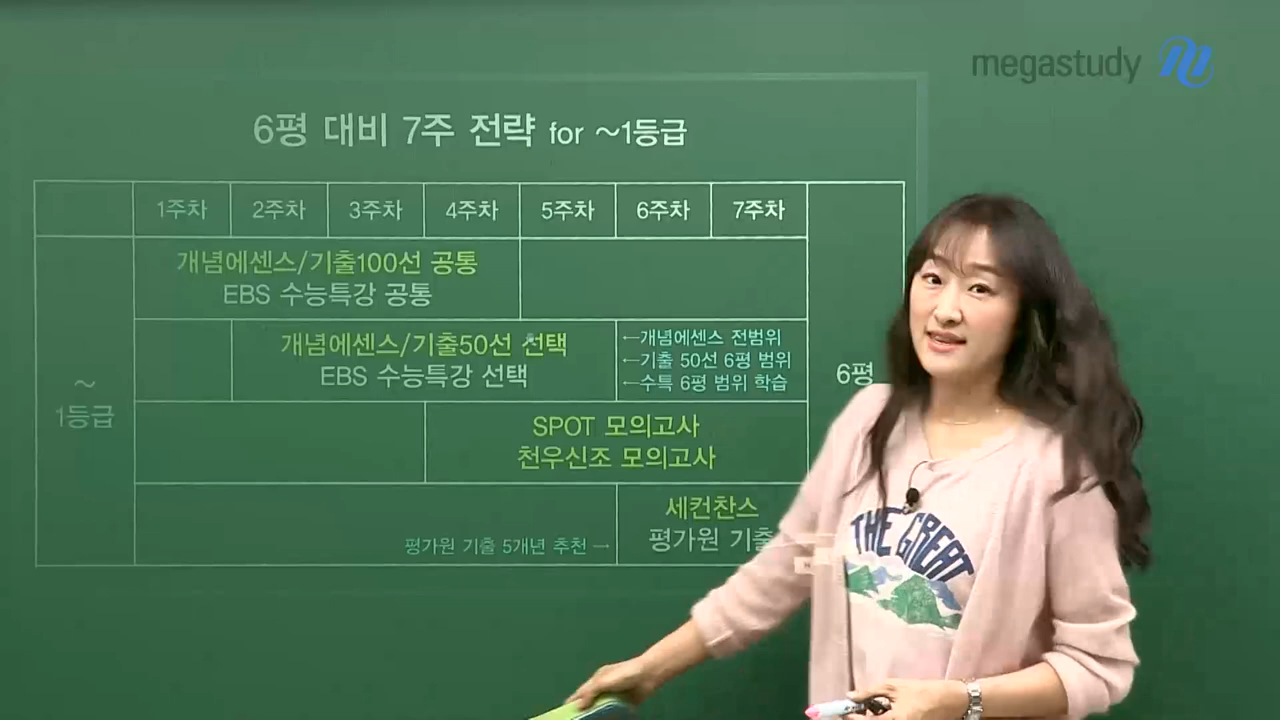 megastudy
6평 대비 7주 전략 for ~1등급
1주차 2주차 3주차 4주차 5주차 6주차 7주차
개념에센스/기출100선 공통
EBS 수능특강 공통
개념에센스/기출50선 선택
EBS 수능특강 선택
←개념에센스 전범위
←기출 50선 6평 범위
←수특 6평 범위 학습
~
1등급
6평
SPOT 모의고사
천우신조 모의고사
세컨찬스
평가원 기출
평가원 기출 5개년 추천→
THE GREAT